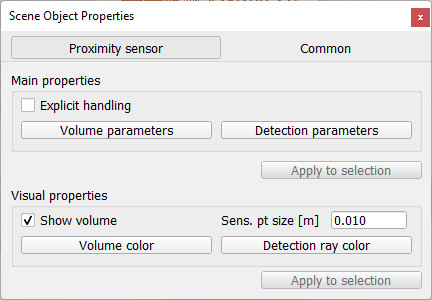 Scene Object Properties
x
Proximity sensor Common
Main properties
Explicit handling
Volume parameters Detection parameters
Apply to selection
Visual properties
Show volume Sens. pt size [m] 0.010
Volume color Detection ray color
Apply to selection